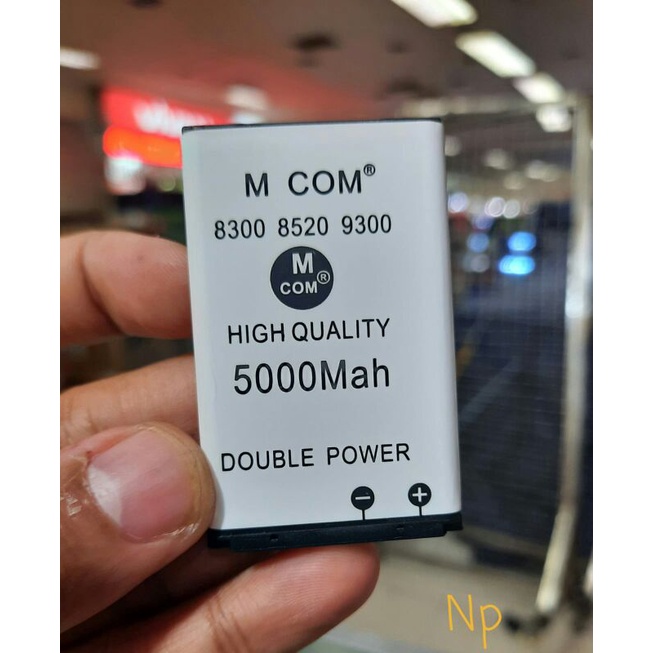 M COM®
8300 8520 9300
M
COM®
HIGH QUALITY
5000Mah
DOUBLE POWER
− +
Np